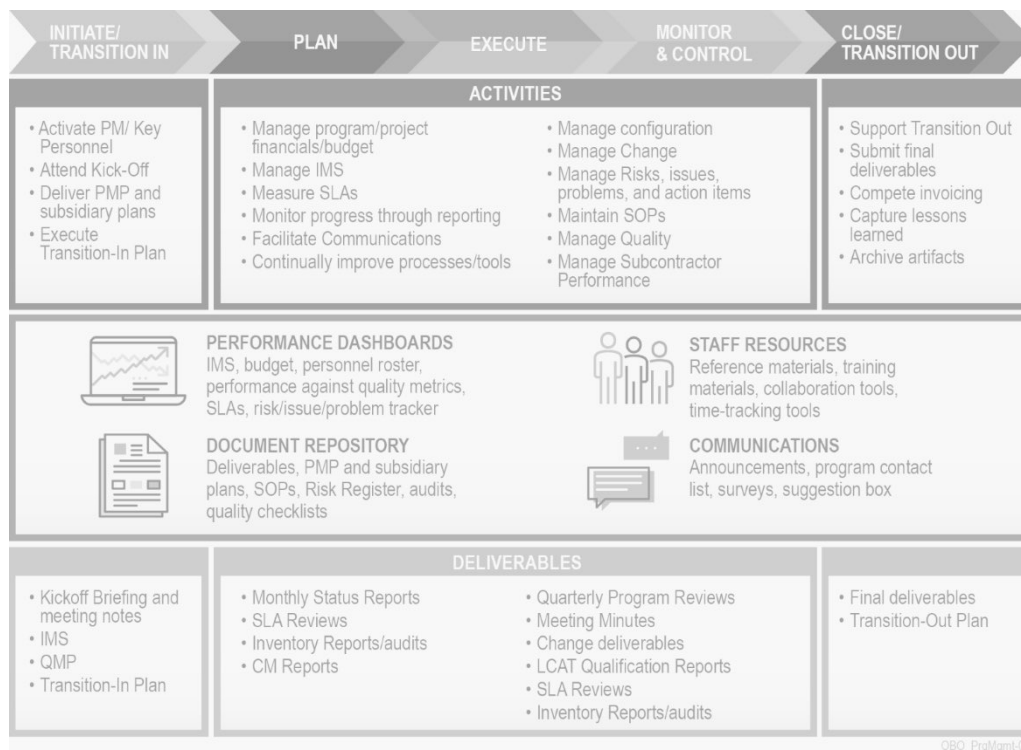 INITIATE/
TRANSITION IN
PLAN
EXECUTE
MONITOR
& CONTROL
CLOSE/
TRANSITION OUT
ACTIVITIES
• Activate PM/ Key
Personnel
• Attend Kick-Off
• Deliver PMP and
subsidiary plans
• Execute
Transition-In Plan
• Manage program/project
financials/budget
• Manage IMS
• Measure SLAs
• Monitor progress through reporting
• Facilitate Communications
• Continually improve processes/tools
• Manage configuration
• Manage Change
• Manage Risks, issues,
problems, and action items
• Maintain SOPs
• Manage Quality
• Manage Subcontractor
Performance
• Support Transition Out
• Submit final
deliverables
• Compete invoicing
• Capture lessons
learned
• Archive artifacts
PERFORMANCE DASHBOARDS
IMS, budget, personnel roster,
performance against quality metrics,
SLAs, risk/issue/problem tracker
STAFF RESOURCES
Reference materials, training
materials, collaboration tools,
time-tracking tools
DOCUMENT REPOSITORY
Deliverables, PMP and subsidiary
plans, SOPs, Risk Register, audits,
quality checklists
COMMUNICATIONS
Announcements, program contact
list, surveys, suggestion box
DELIVERABLES
• Kickoff Briefing and
meeting notes
• IMS
• QMP
• Transition-In Plan
• Monthly Status Reports
• SLA Reviews
• Inventory Reports/audits
• CM Reports
• Quarterly Program Reviews
• Meeting Minutes
• Change deliverables
• LCAT Qualification Reports
• SLA Reviews
• Inventory Reports/audits
• Final deliverables
• Transition-Out Plan